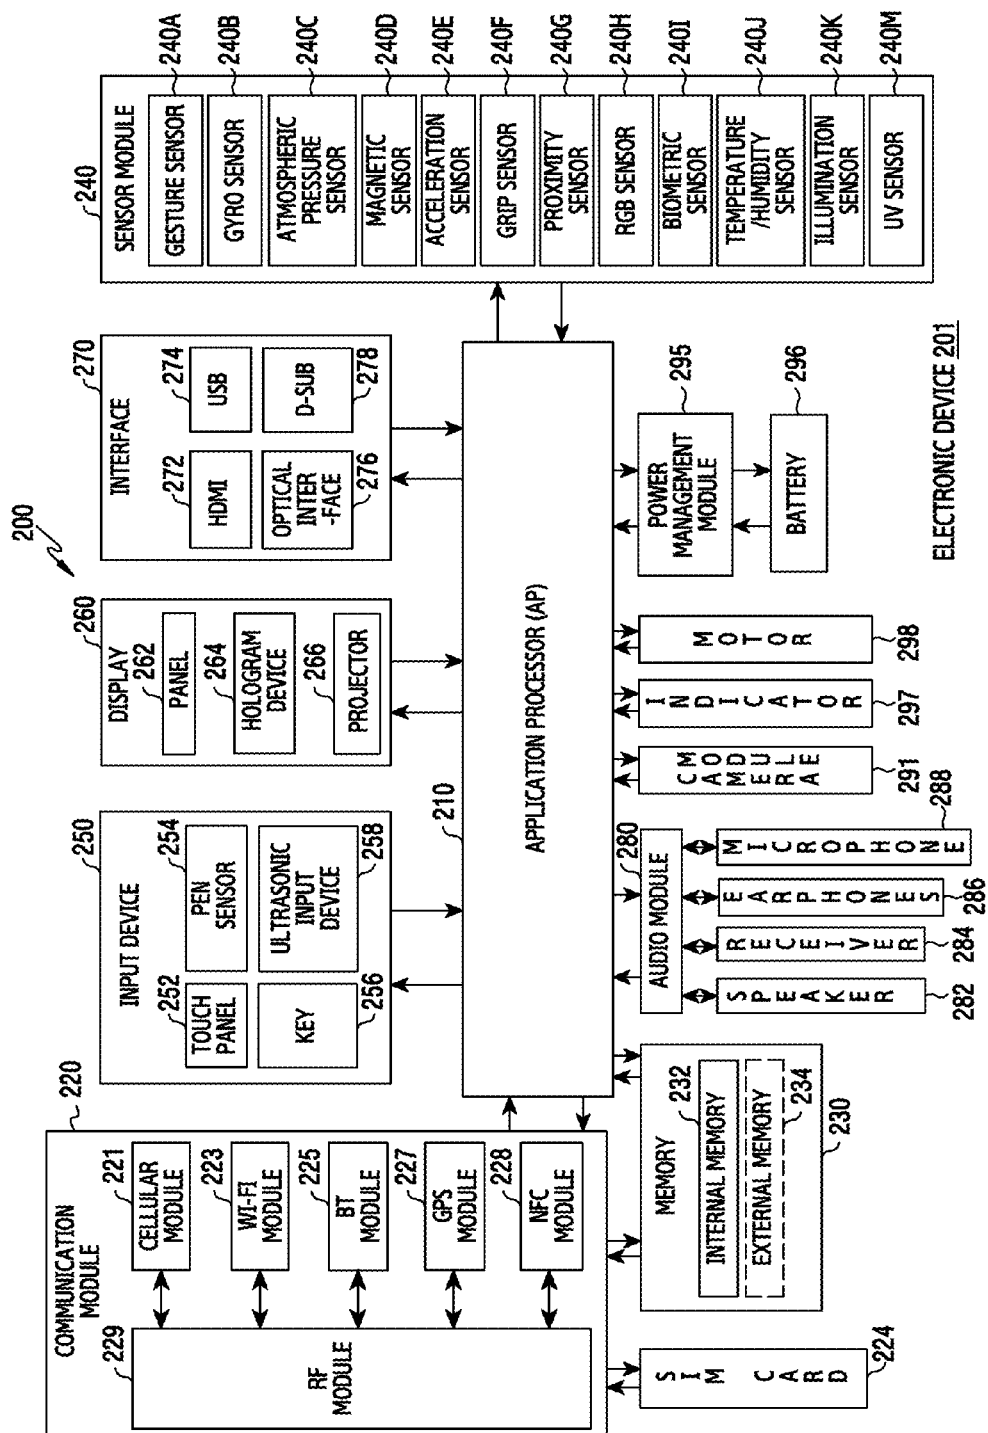 200
ELECTRONIC DEVICE 201
COMMUNICATION
MODULE
220
229
RF
MODULE
221
CELLULAR
MODULE
223
WI-FI
MODULE
225
BT
MODULE
227
GPS
MODULE
228
NFC
MODULE
SIM CARD
224
MEMORY
232
INTERNAL MEMORY
EXTERNAL MEMORY
234
230
250
INPUT DEVICE
252
TOUCH
PANEL
254
PEN
SENSOR
KEY
256
ULTRASONIC
INPUT
DEVICE
258
260
DISPLAY
262
PANEL
264
HOLOGRAM
DEVICE
266
PROJECTOR
270
INTERFACE
272
HDMI
274
USB
OPTICAL
INTER
-FACE
276
D-SUB
278
240
SENSOR MODULE
GESTURE SENSOR
240A
GYRO SENSOR
240B
ATMOSPHERIC
PRESSURE
SENSOR
240C
MAGNETIC
SENSOR
240D
ACCELERATION
SENSOR
240E
GRIP SENSOR
240F
PROXIMITY
SENSOR
240G
RGB SENSOR
240H
BIOMETRIC
SENSOR
240I
TEMPERATURE
/HUMIDITY
SENSOR
240J
ILLUMINATION
SENSOR
240K
UV SENSOR
240M
210
APPLICATION PROCESSOR (AP)
280
AUDIO MODULE
SPEAKER
282
RECEIVER
284
EARPHONES
286
MICROPHONE
288
CAMERA
MODULE
291
INDICATOR
297
MOTOR
298
POWER
MANAGEMENT
MODULE
295
BATTERY
296